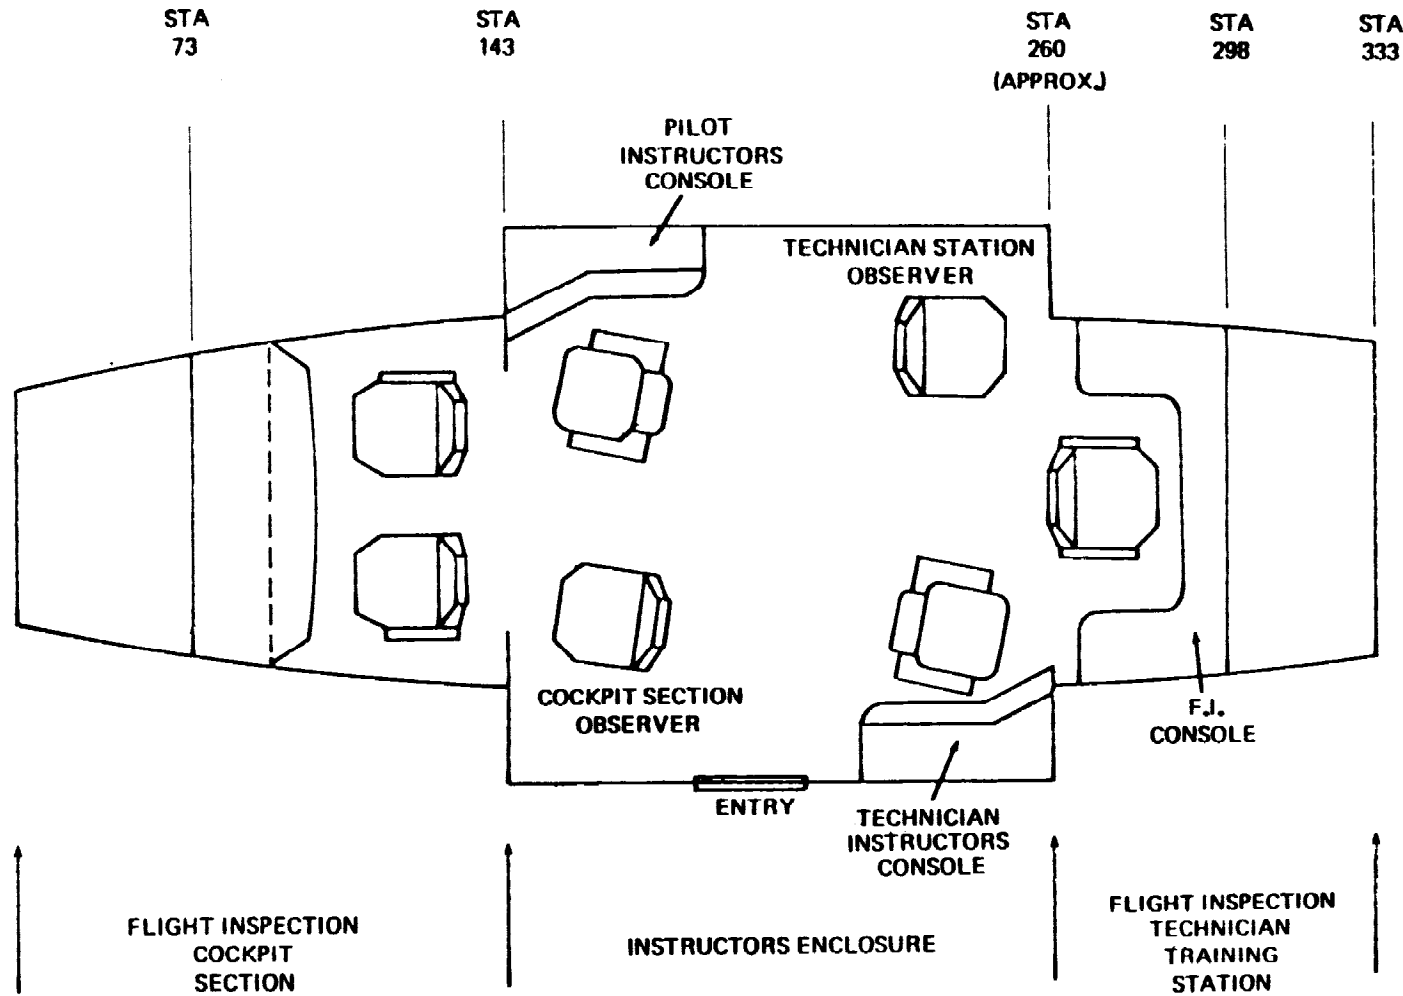 STA
73
STA
143
STA
260
(APPROX.)
STA
298
STA
333
PILOT
INSTRUCTORS
CONSOLE
TECHNICIAN STATION
OBSERVER
COCKPIT SECTION
OBSERVER
F.I.
CONSOLE
ENTRY
TECHNICIAN
INSTRUCTORS
CONSOLE
FLIGHT INSPECTION
COCKPIT
SECTION
INSTRUCTORS ENCLOSURE
FLIGHT INSPECTION
TECHNICIAN
TRAINING
STATION